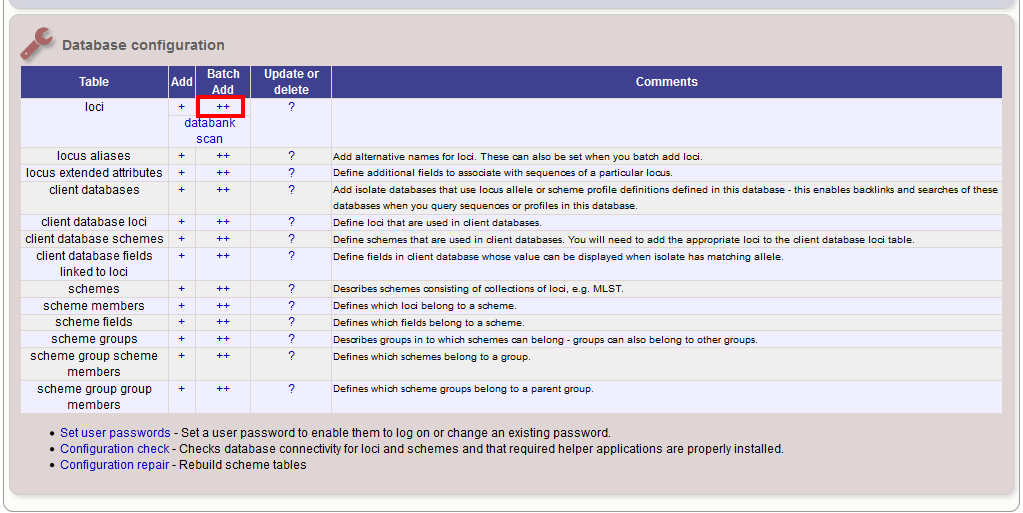 Database configuration
Table Add Batch Add Update or delete Comments
loci + ++ ?
databank scan
locus aliases + ++ ? Add alternative names for loci. These can also be set when you batch add loci.
locus extended attributes + ++ ? Define additional fields to associate with sequences of a particular locus.
client databases + ++ ? Add isolate databases that use locus allele or scheme profile definitions defined in this database - this enables backlinks and searches of these
databases when you query sequences or profiles in this database.
client database loci + ++ ? Define loci that are used in client databases.
client database schemes + ++ ? Define schemes that are used in client databases. You will need to add the appropriate loci to the client database loci table.
client database fields + ++ ? Define fields in client database whose value can be displayed when isolate has matching allele.
linked to loci
schemes + ++ ? Describes schemes consisting of collections of loci, e.g. MLST.
scheme members + ++ ? Defines which loci belong to a scheme.
scheme fields + ++ ? Defines which fields belong to a scheme.
scheme groups + ++ ? Describes groups in to which schemes can belong - groups can also belong to other groups.
scheme group scheme + ++ ? Defines which schemes belong to a group.
members
scheme group group + ++ ? Defines which scheme groups belong to a parent group.
members
• Set user passwords - Set a user password to enable them to log on or change an existing password.
• Configuration check - Checks database connectivity for loci and schemes and that required helper applications are properly installed.
• Configuration repair - Rebuild scheme tables